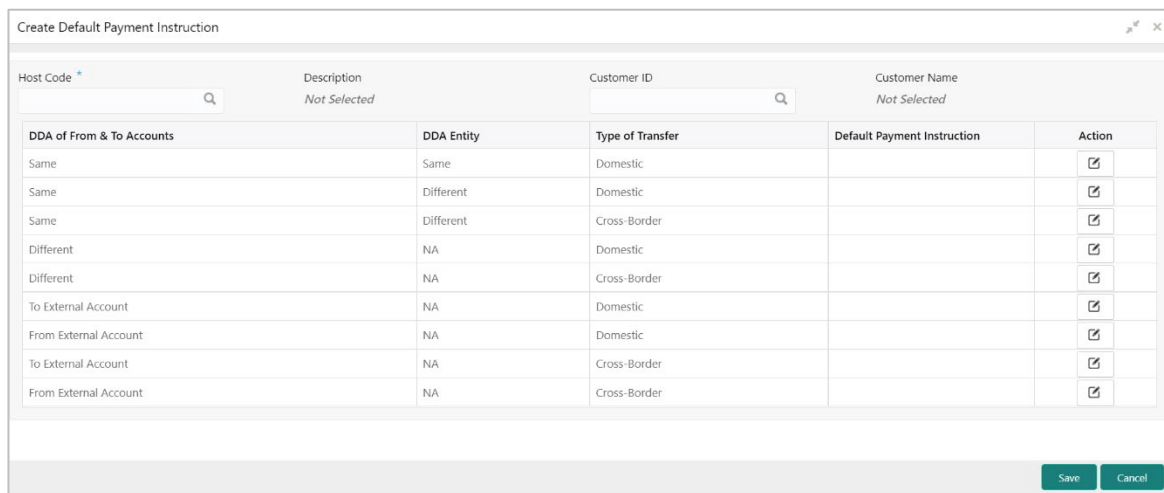 Create Default Payment Instruction
Host Code * Description Customer ID Customer Name
Not Selected Not Selected
DDA of From & To Accounts DDA Entity Type of Transfer Default Payment Instruction Action
Same Same Domestic
Same Different Domestic
Same Different Cross-Border
Different NA Domestic
Different NA Cross-Border
To External Account NA Domestic
From External Account NA Domestic
To External Account NA Cross-Border
From External Account NA Cross-Border
Save Cancel